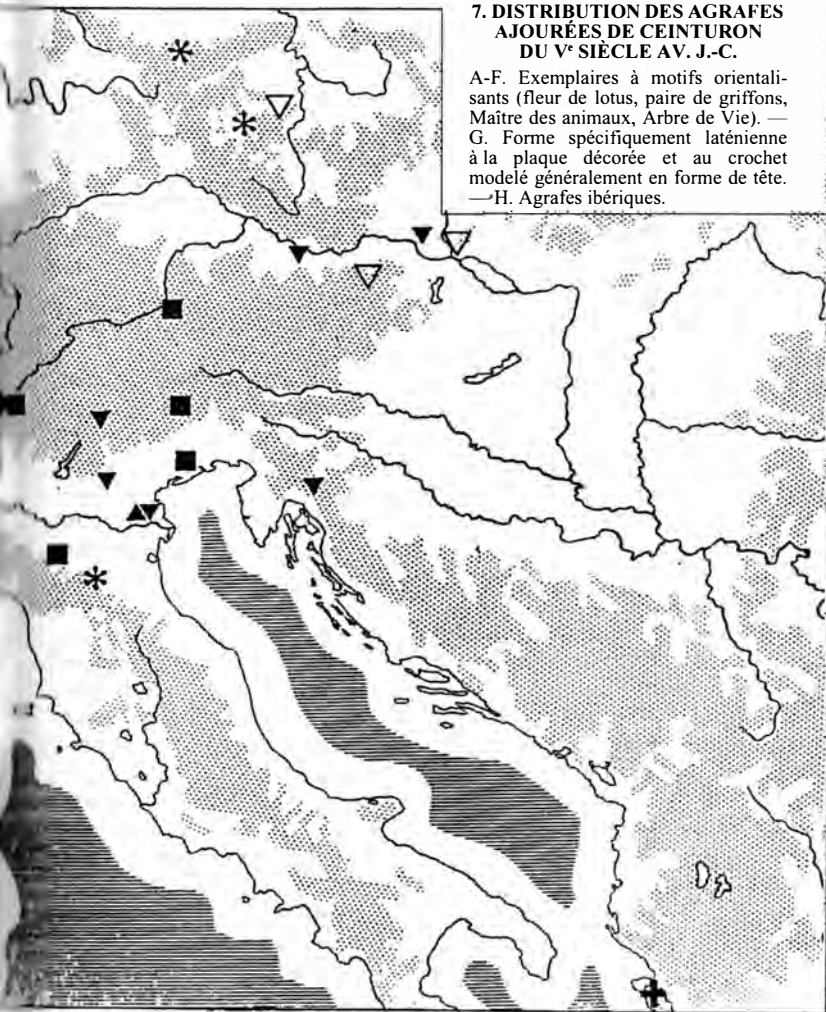 7. DISTRIBUTION DES AGRAFES
AJOURÉES DE CEINTURON
DU Vᵉ SIÈCLE AV. J.-C.
A-F. Exemplaires à motifs orientali-
sants (fleur de lotus, paire de griffons,
Maître des animaux, Arbre de Vie). —
G. Forme spécifiquement laténienne
à la plaque décorée et au crochet
modelé généralement en forme de tête.
— H. Agrafes ibériques.